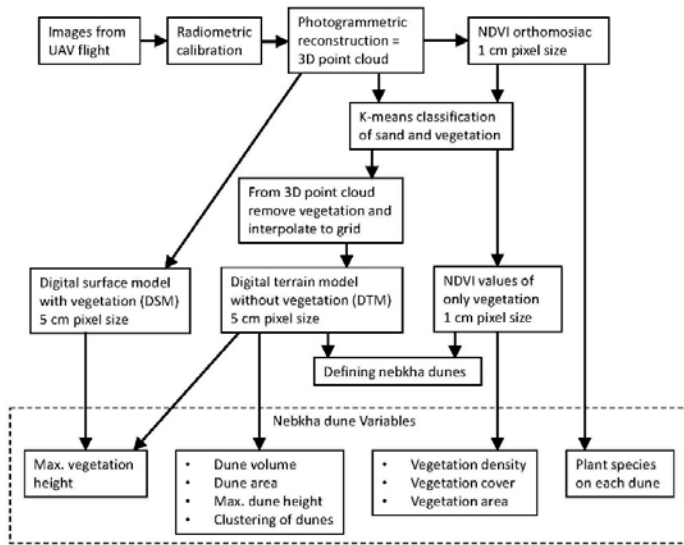 Images from
UAV flight
Radiometric
calibration
Photogrammetric
reconstruction =
3D point cloud
NDVI orthomosiac
1 cm pixel size
K-means classification
of sand and vegetation
From 3D point cloud
remove vegetation and
interpolate to grid
Digital surface model
with vegetation (DSM)
5 cm pixel size
Digital terrain model
without vegetation (DTM)
5 cm pixel size
NDVI values of
only vegetation
1 cm pixel size
Defining nebkha dunes
Nebkha dune Variables
Max. vegetation
height
• Dune volume
• Dune area
• Max. dune height
• Clustering of dunes
• Vegetation density
• Vegetation cover
• Vegetation area
Plant species
on each dune